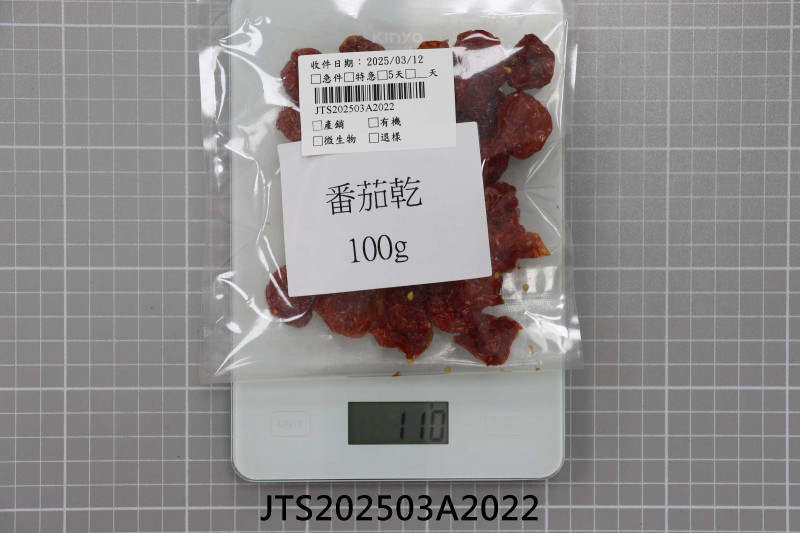 KINYO
收件日期：2025/03/12
□急件□特急□5天□__天
JTS202503A2022
□產銷 □有機
□微生物 □退樣
番茄乾
100g
110
JTS202503A2022